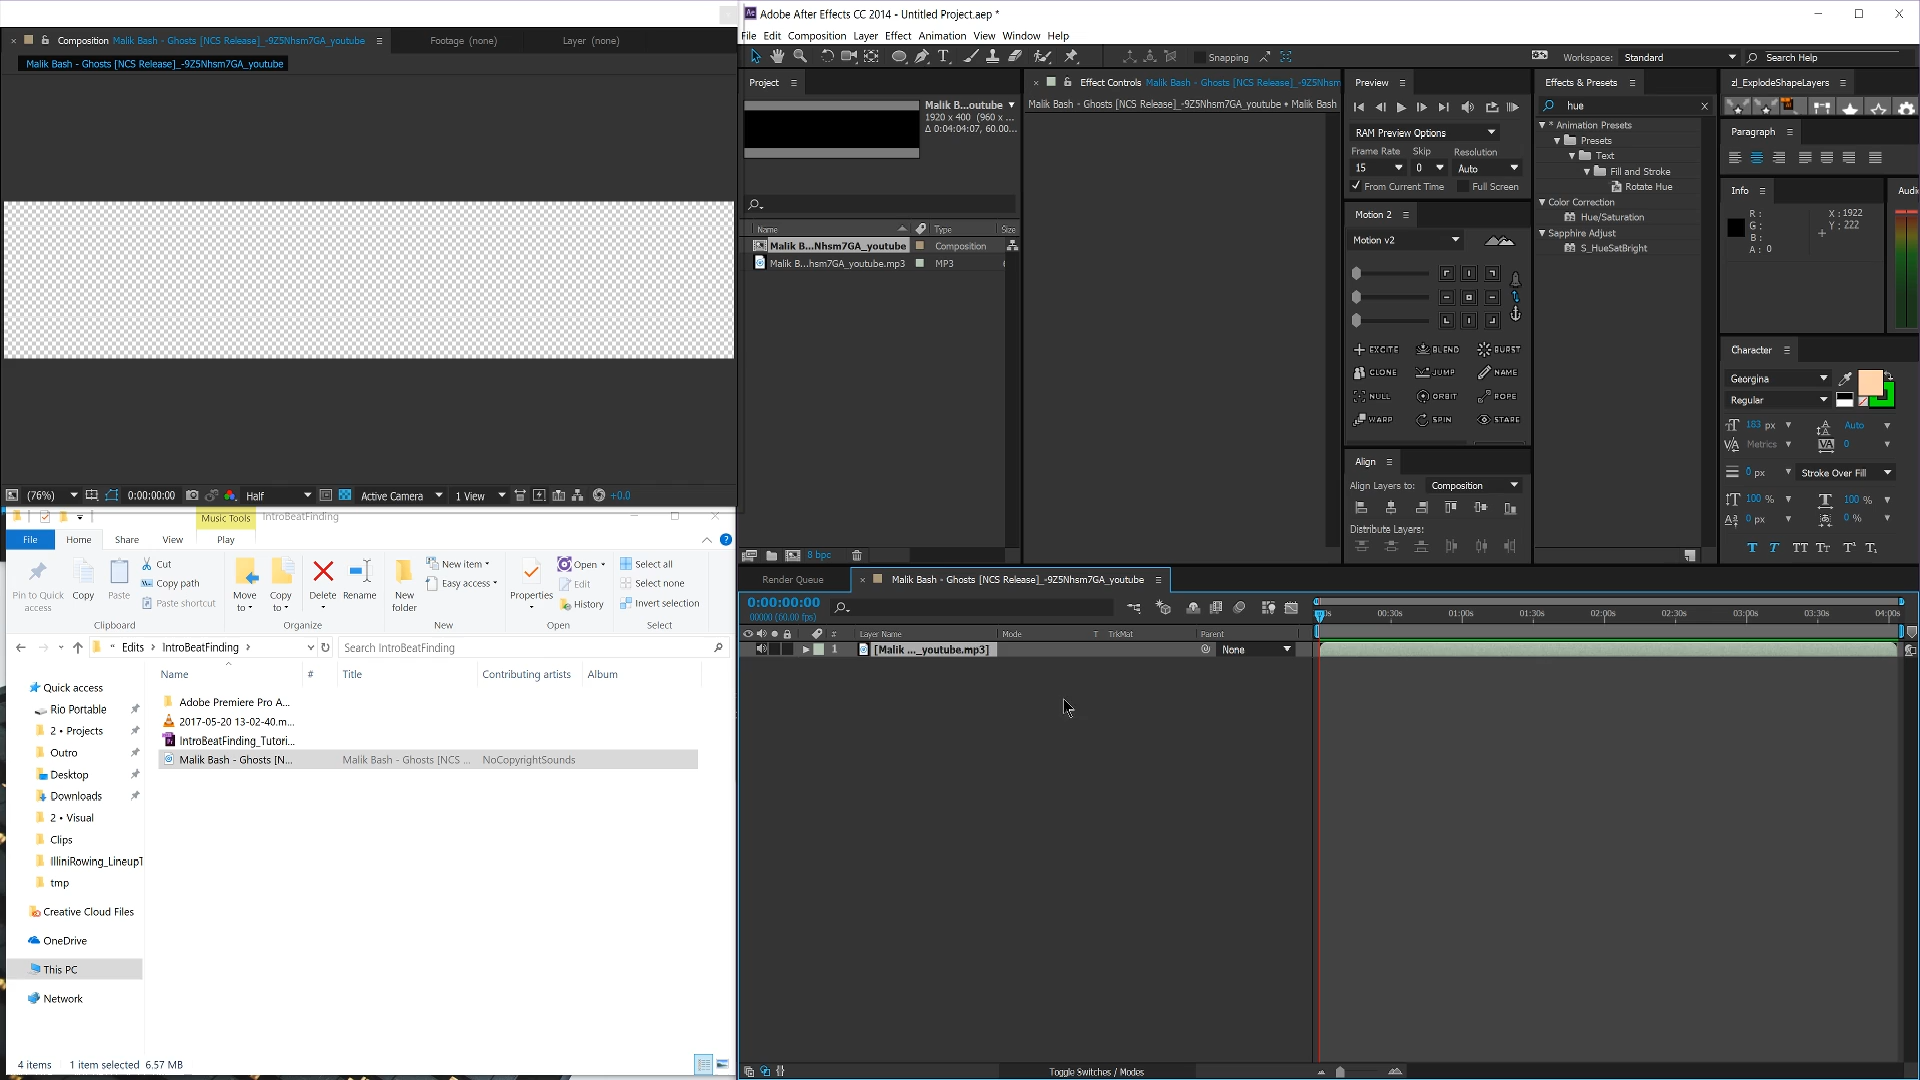 Adobe After Effects CC 2014 - Untitled Project.aep *
File Edit Composition Layer Effect Animation View Window Help
Snapping
Workspace: Standard
Search Help
Composition Malik Bash - Ghosts [NCS Release]_-9Z5Nhsm7GA_youtube
Footage (none)
Layer (none)
Malik Bash - Ghosts [NCS Release]_-9Z5Nhsm7GA_youtube
(76%)
0:00:00:00
Half
Active Camera
1 View
+0.0
Project
Malik B...outube
1920 x 400 (960 x ...
Δ 0:04:04:07, 60.00...
Name
Type
Size
Malik B...Nhsm7GA_youtube
Composition
Malik B...hsm7GA_youtube.mp3
MP3
8 bpc
Effect Controls Malik Bash - Ghosts [NCS Release]_-9Z5Nhsm
Malik Bash - Ghosts [NCS Release]_-9Z5Nhsm7GA_youtube • Malik Bash
Preview
RAM Preview Options
Frame Rate Skip Resolution
15 0 Auto
From Current Time
Full Screen
Motion 2
Motion v2
EXCITE BLEND BURST
CLONE JUMP NAME
NULL ORBIT ROPE
WARP SPIN STARE
Align
Align Layers to: Composition
Distribute Layers:
Effects & Presets
hue
* Animation Presets
Presets
Text
Fill and Stroke
Rotate Hue
Color Correction
Hue/Saturation
Sapphire Adjust
S_HueSatBright
zl_ExplodeShapeLayers
Paragraph
Info
Audi
R :
G :
B :
A : 0
X : 1922
Y : 222
Character
Georgina
Regular
183 px
Auto
Metrics
0
0 px
Stroke Over Fill
100 %
100 %
0 px
0 %
Render Queue
Malik Bash - Ghosts [NCS Release]_-9Z5Nhsm7GA_youtube
0:00:00:00
00000 (60.00 fps)
00:30s 01:00s 01:30s 02:00s 02:30s 03:00s 03:30s 04:00s
# Layer Name Mode T TrkMat Parent
1 [Malik ..._youtube.mp3] None
Toggle Switches / Modes
Music Tools
IntroBeatFinding
File Home Share View Play
Pin to Quick access
Copy
Paste
Cut
Copy path
Paste shortcut
Clipboard
Move to
Copy to
Delete
Rename
Organize
New folder
New item
Easy access
New
Properties
Open
Edit
History
Open
Select all
Select none
Invert selection
Select
Edits
IntroBeatFinding
Search IntroBeatFinding
Name # Title Contributing artists Album
Quick access
Rio Portable
2 • Projects
Outro
Desktop
Downloads
2 • Visual
Clips
IlliniRowing_LineupT
tmp
Creative Cloud Files
OneDrive
This PC
Network
Adobe Premiere Pro A...
2017-05-20 13-02-40.m...
IntroBeatFinding_Tutori...
Malik Bash - Ghosts [N...
Malik Bash - Ghosts [NCS ...
NoCopyrightSounds
4 items
1 item selected 6.57 MB